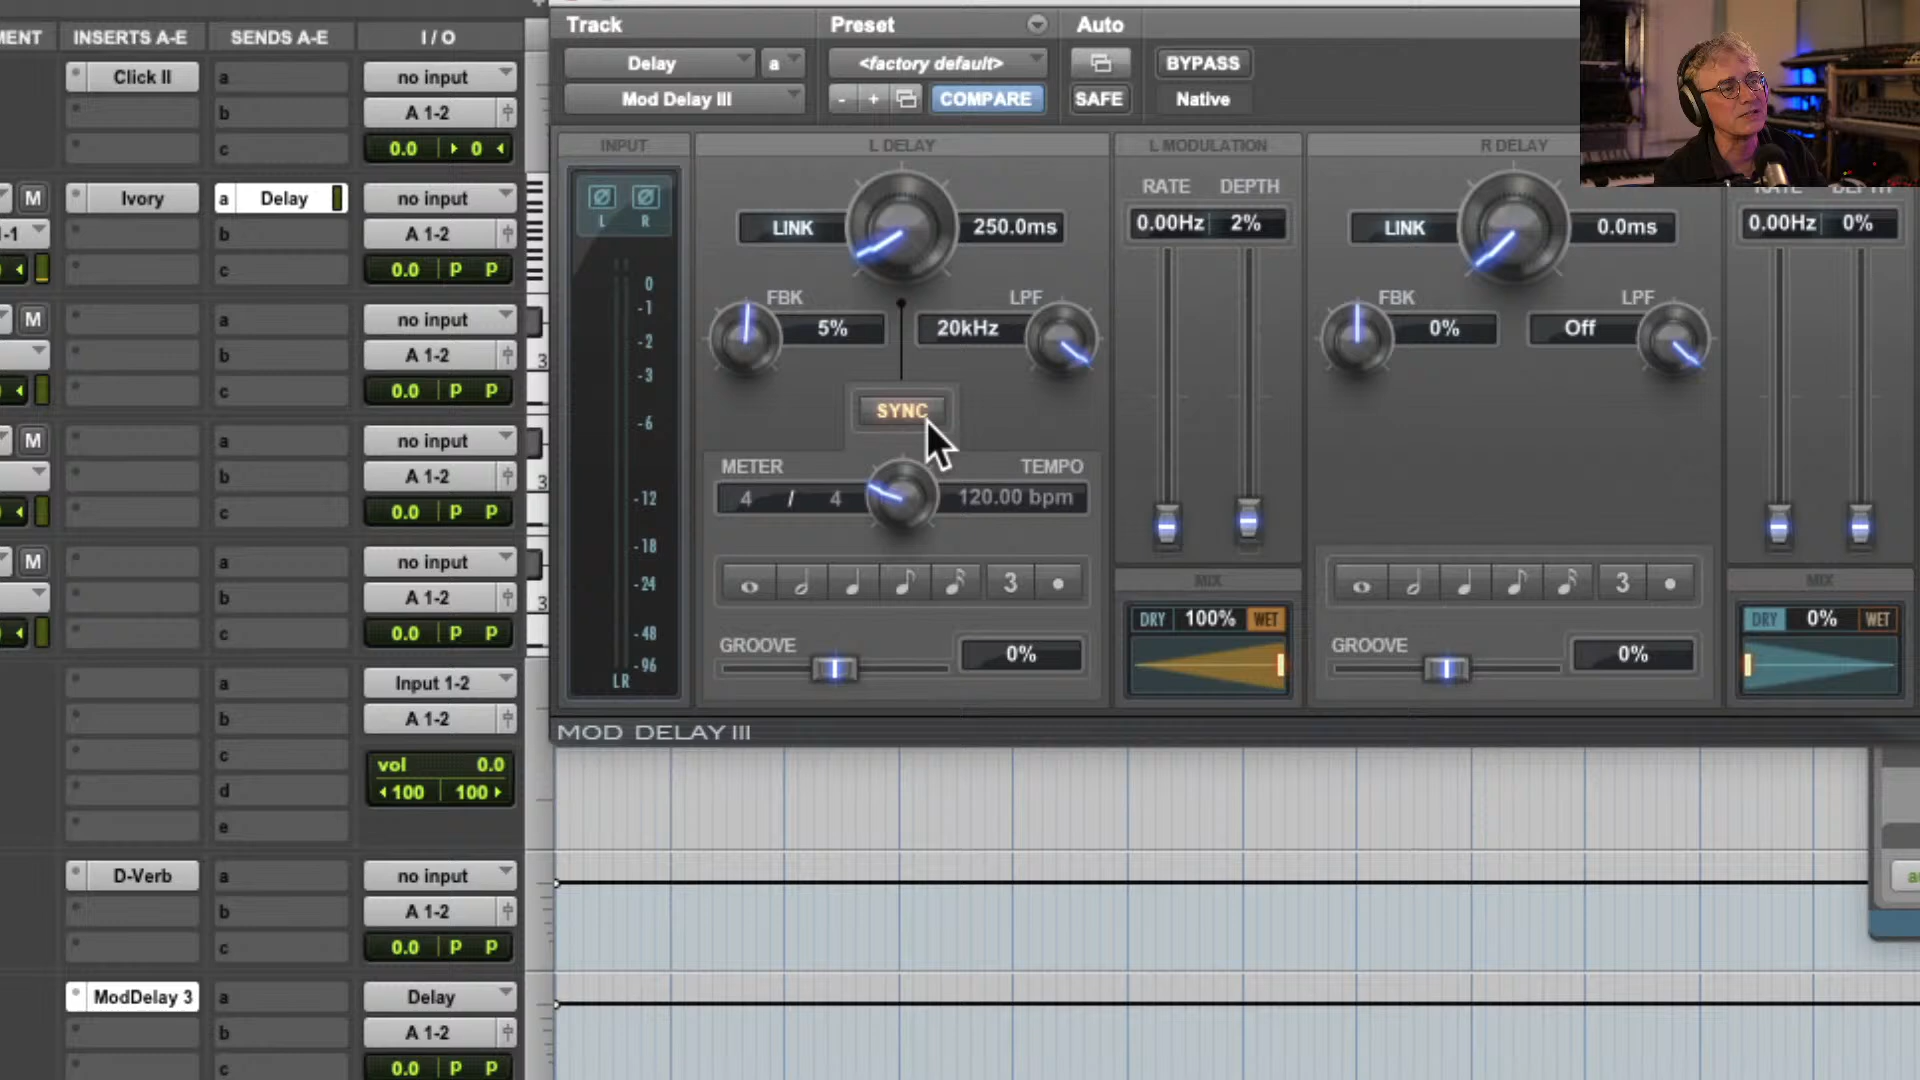 MENT INSERTS A-E SENDS A-E I / O
Click II a no input
b A 1-2
c 0.0 0
M Ivory a Delay no input
-1 b A 1-2
c 0.0 P P
M a no input
b A 1-2
c 0.0 P P
3
M a no input
b A 1-2
c 0.0 P P
3
M a no input
b A 1-2
c 0.0 P P
3
a Input 1-2
b A 1-2
c vol 0.0
d 100 100
e
D-Verb a no input
b A 1-2
c 0.0 P P
ModDelay 3 a Delay
b A 1-2
c 0.0 P P
Track Preset Auto
Delay a <factory default> BYPASS
Mod Delay III - + COMPARE SAFE Native
INPUT
Ø Ø
L R
0
-1
-2
-3
-6
-12
-18
-24
-48
-96
LR
L DELAY
LINK 250.0ms
FBK LPF
5% 20kHz
SYNC
METER TEMPO
4 / 4 120.00 bpm
3
GROOVE 0%
L MODULATION
RATE DEPTH
0.00Hz 2%
MIX
DRY 100% WET
R DELAY
LINK 0.0ms
FBK LPF
0% Off
3
GROOVE 0%
0.00Hz 0%
MIX
DRY 0% WET
MOD DELAY III